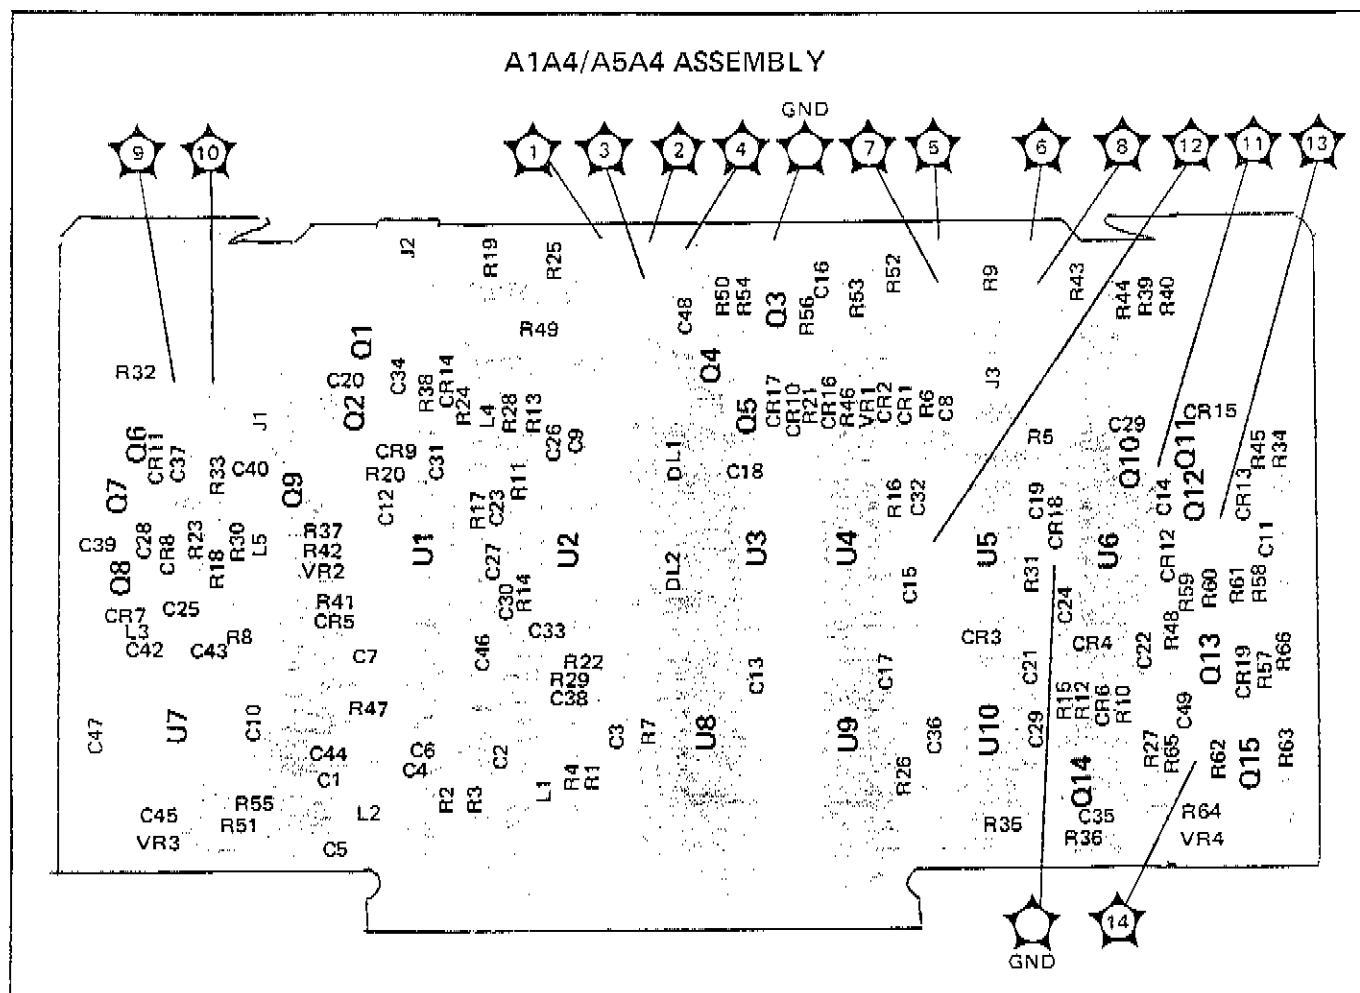 A1A4/A5A4 ASSEMBLY
GND
9 10 1 3 2 4 7 5 6 8 12 11 13
J2 R19 R25 C16 R52 R9 R43
R50 R54 Q3 R56 R53 R44 R39 R40
C48
R49
Q1
Q4
R32 C20 C34 R38 CR14 R24 J3
Q2 L4 R28 R13 Q5 CR17 CR10 R21 CR16 R46 VR1 CR2 CR1 R6 C8
J1 CR15
Q6 CR11 C37 C26 C9 C29
R5 Q10 Q11 R45 R34
CR9 C31
R33 C40 R20 R11 DL1 C18
Q7 Q9 C12 R17 C23 R16 C32 C19 CR18 C14 Q12 CR13
C39 C28 CR8 R23 R18 R30 L5 R37
R42
VR2
U1 C27 U2 DL2 U3 U4 U5 U6 CR12 C11
Q8 R31 R59 R60 R61 R58
CR7 C25 R41 C30 R14 C15 C24
L3 R8 CR5 C33 CR3 CR4 R48
C42 C43 C7 C46 R22 C13 C17 C21 C22 Q13 CR19 R57 R66
R29
C38
R47 R15 R12 CR6 R10 C49
C47 U7 C10 C3 R7 U8 U9 C36 U10 C29 R27 R65 R62 Q15 R63
C44 C6 C2
C1 C4 L1 R4 R1 R26 Q14
R2 R3
C45 R55 L2 C35 R64
R51 R35 R36
VR3 C5 VR4
14
GND